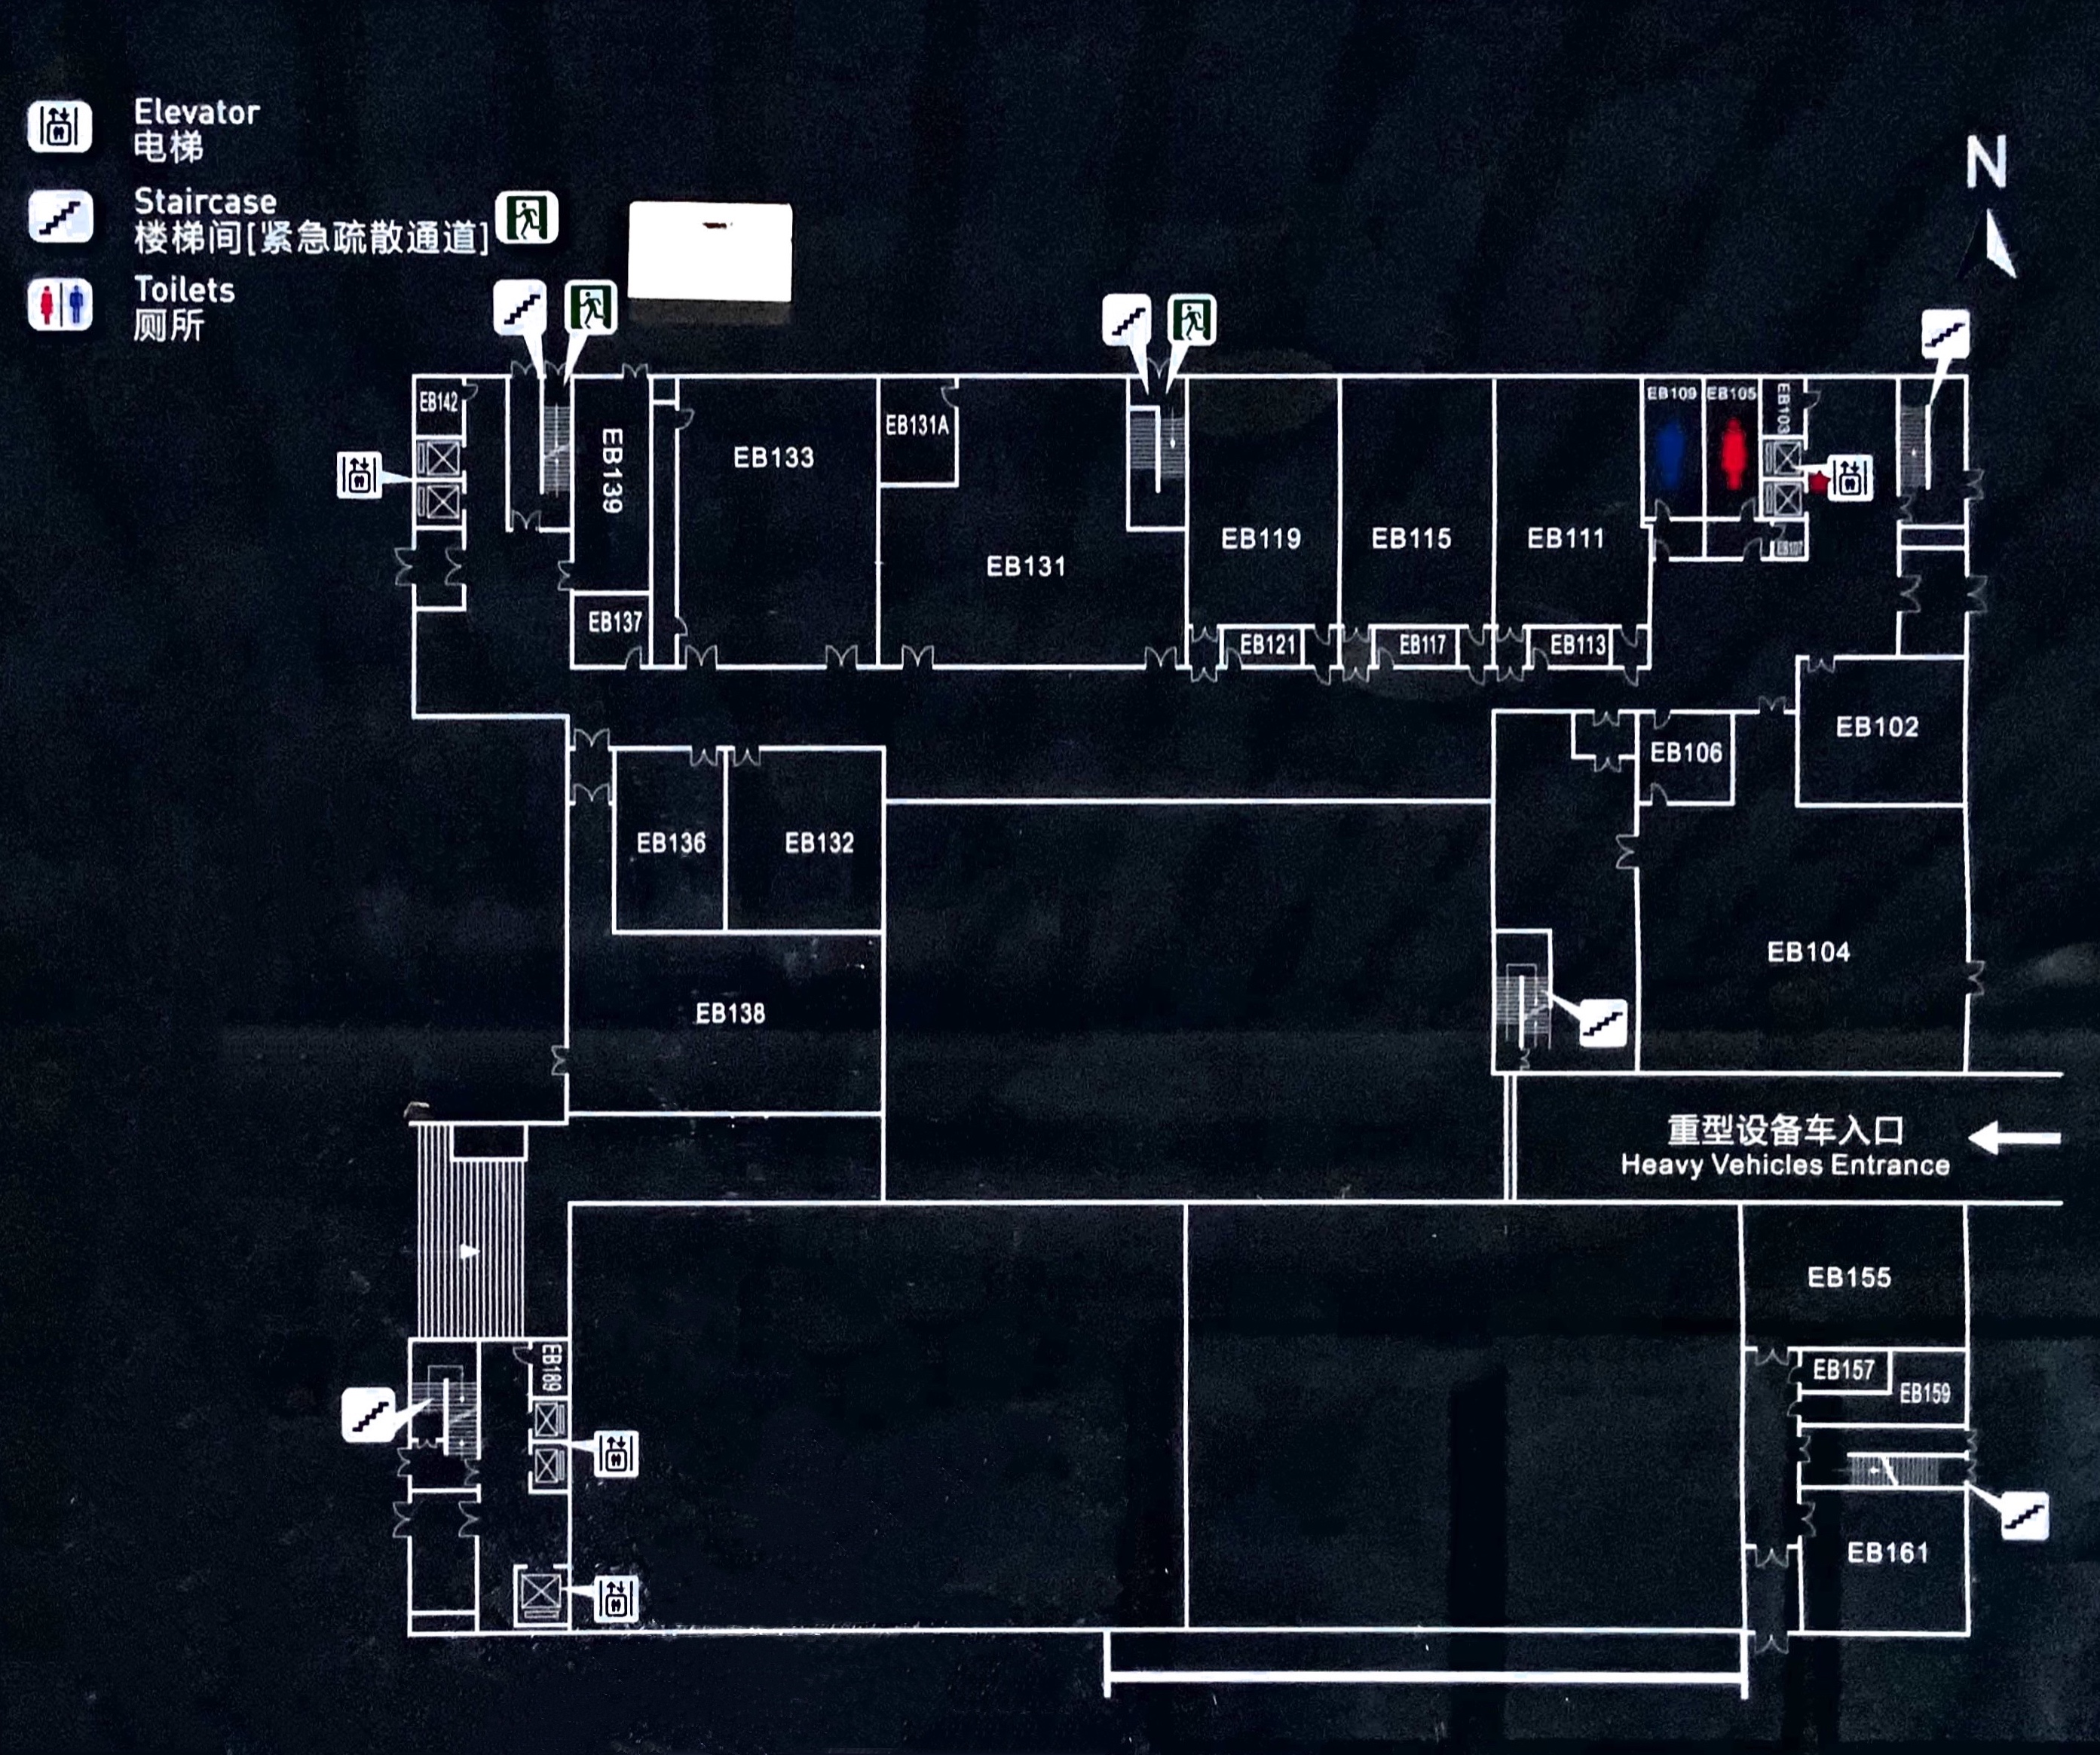 Elevator
电梯
Staircase
楼梯间[紧急疏散通道]
Toilets
厕所
N
EB142
EB139
EB133
EB131A
EB109
EB105
EB103
EB119
EB115
EB111
EB107
EB131
EB137
EB121
EB117
EB113
EB102
EB106
EB136
EB132
EB104
EB138
重型设备车入口
Heavy Vehicles Entrance
EB155
EB189
EB157
EB159
EB161